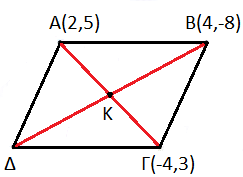 Α(2,5) Β(4,-8)
Κ
Δ Γ(-4,3)